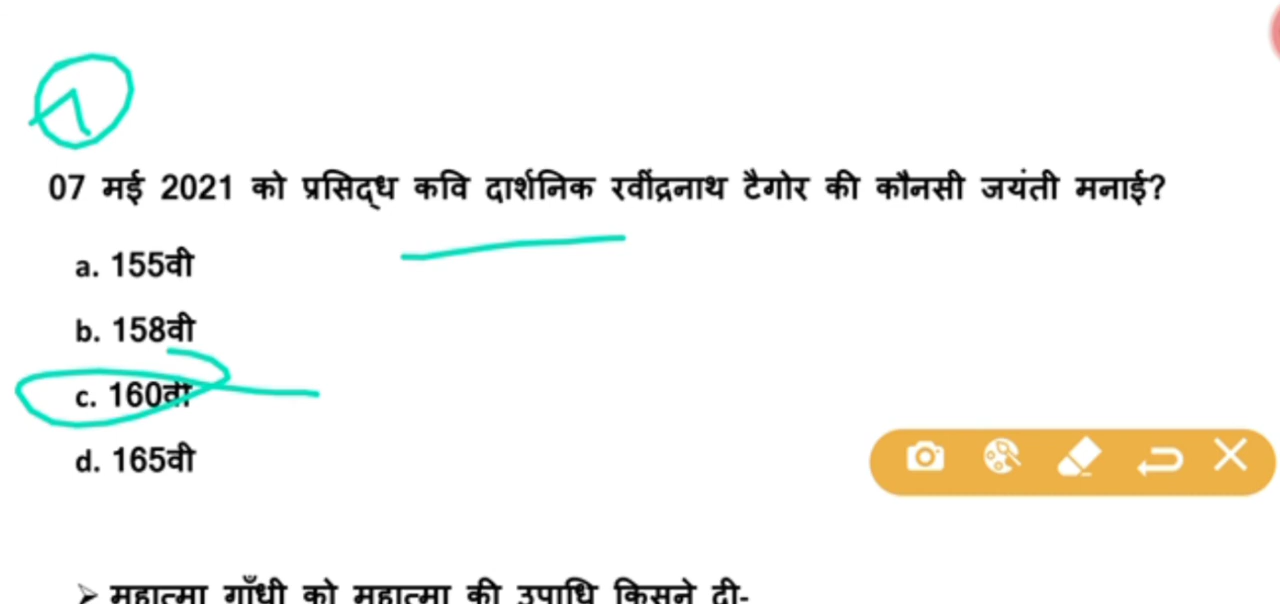 07 मई 2021 को प्रसिद्ध कवि दार्शनिक रवींद्रनाथ टैगोर की कौनसी जयंती मनाई?
a. 155वी
b. 158वी
c. 160वी
d. 165वी
➢ महात्मा गाँधी को महात्मा की उपाधि किसने दी-